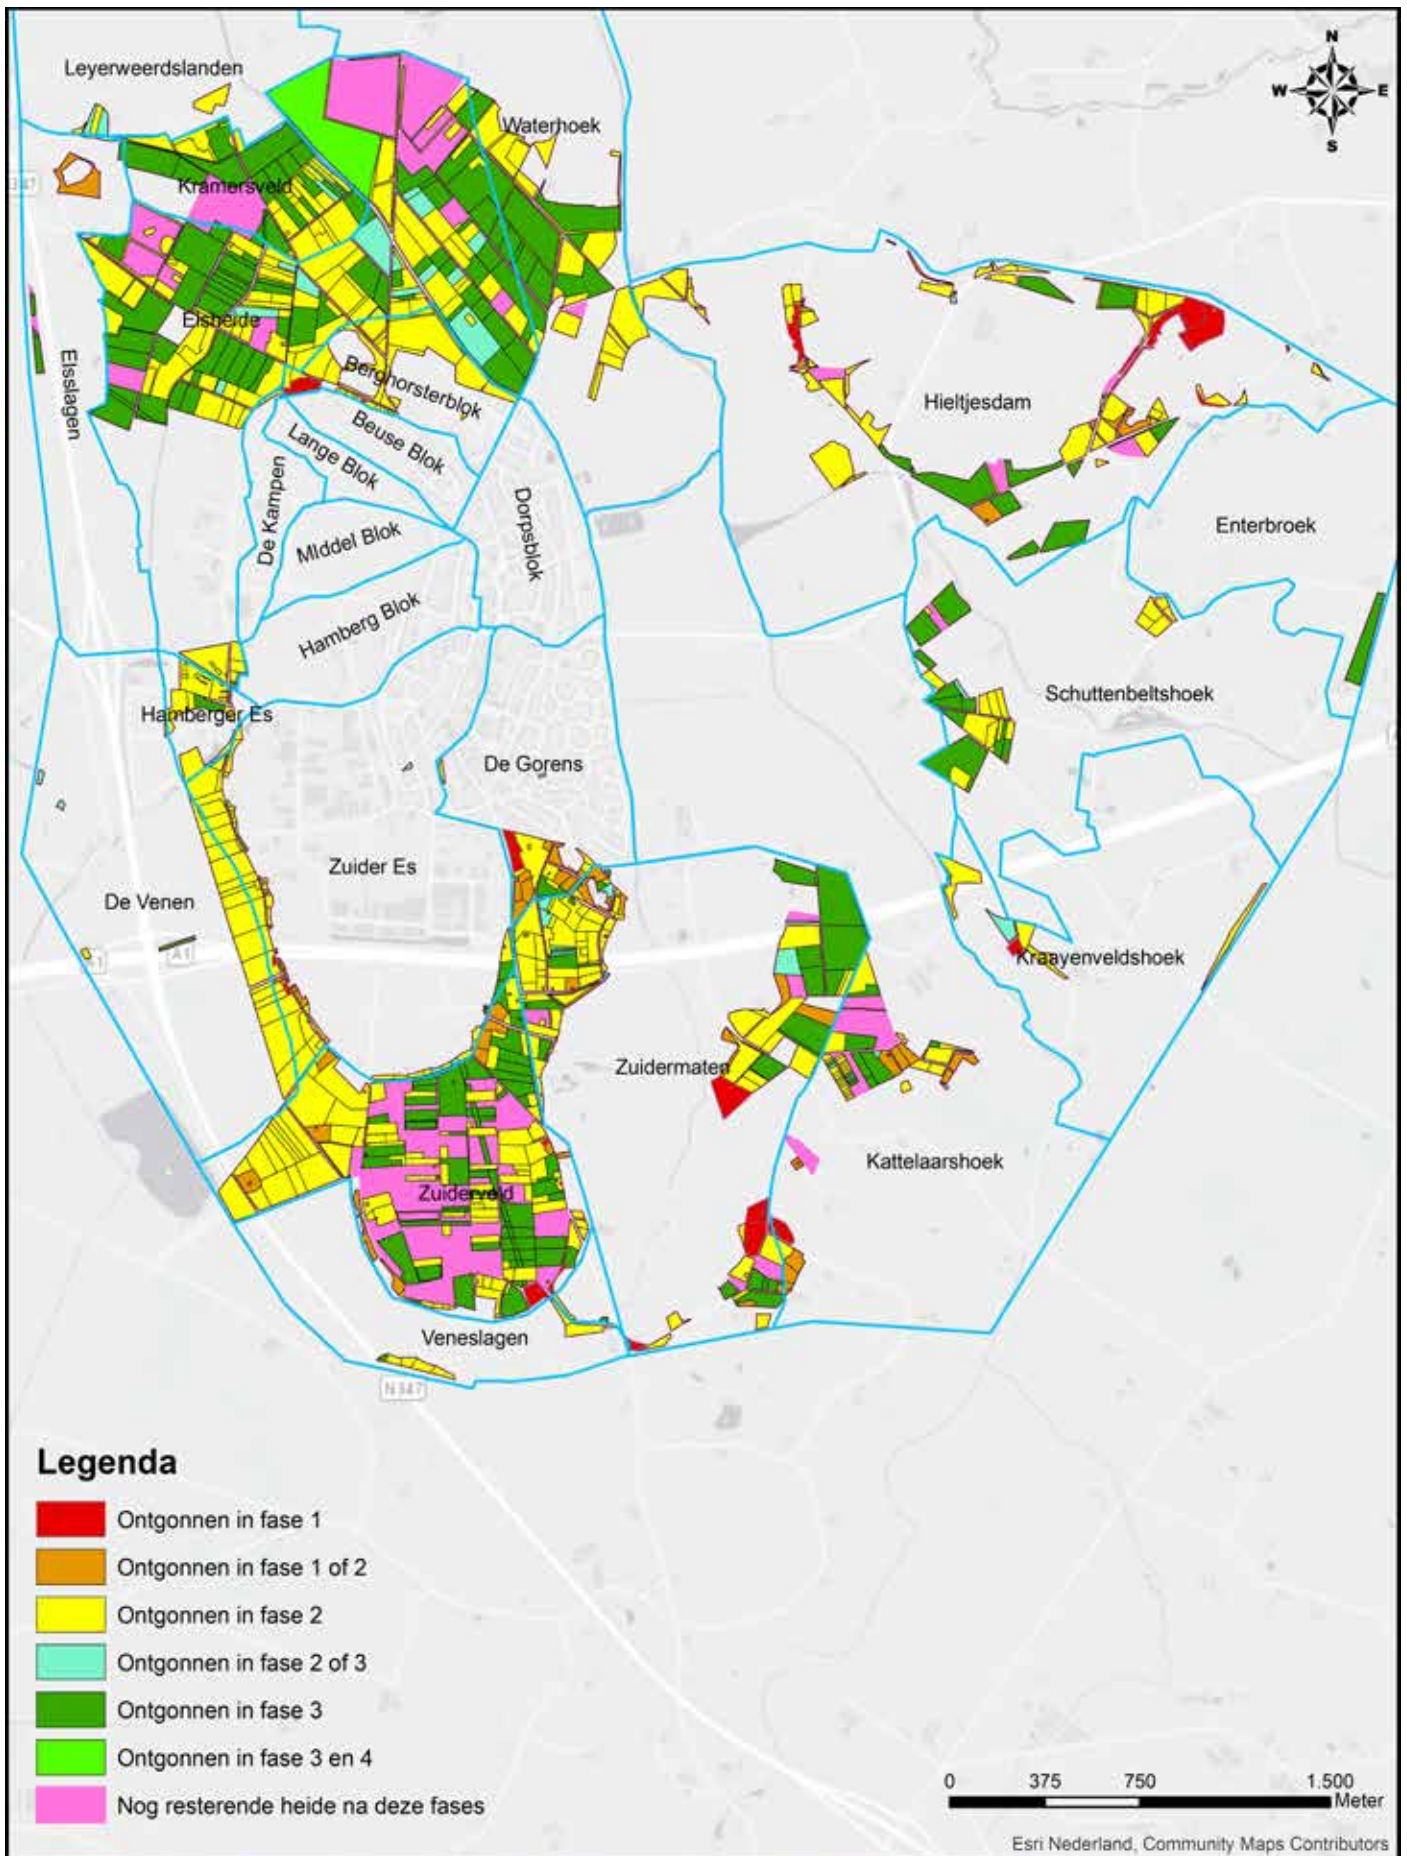 N
W E
S
Leyerweerdslanden
Waterhoek
Kramersveld
Elsheide
Elsslagen
Berghorsterblok
Beuse Blok
Lange Blok
De Kampen
MIddel Blok
Dorpsblok
Hamberg Blok
Hieltjesdam
Enterbroek
Schuttenbeltshoek
Hamberger Es
De Gorens
Zuider Es
De Venen
A1
Kraayenveldshoek
Zuidermaten
Kattelaarshoek
Zuiderveld
Veneslagen
N347
Legenda
Ontgonnen in fase 1
Ontgonnen in fase 1 of 2
Ontgonnen in fase 2
Ontgonnen in fase 2 of 3
Ontgonnen in fase 3
Ontgonnen in fase 3 en 4
Nog resterende heide na deze fases
0 375 750 1.500
Meter
Esri Nederland, Community Maps Contributors